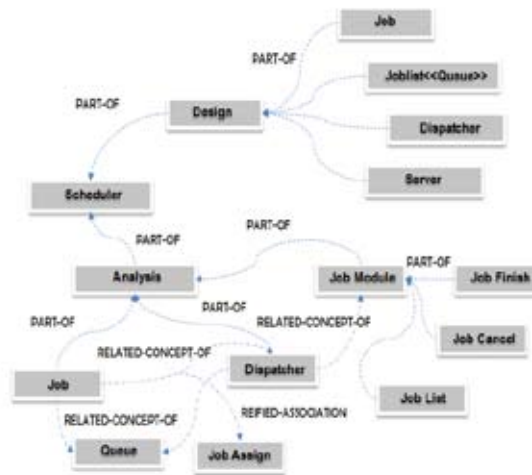 Job
PART-OF
Joblist<<Queue>>
PART-OF
Design
Dispatcher
Server
Scheduler
PART-OF
PART-OF
PART-OF
Analysis
Job Module
Job Finish
PART-OF
PART-OF
RELATED-CONCEPT-OF
Job Cancel
RELATED-CONCEPT-OF
Dispatcher
Job
Job List
RELATED-CONCEPT-OF
REIFIED-ASSOCIATION
Queue
Job Assign